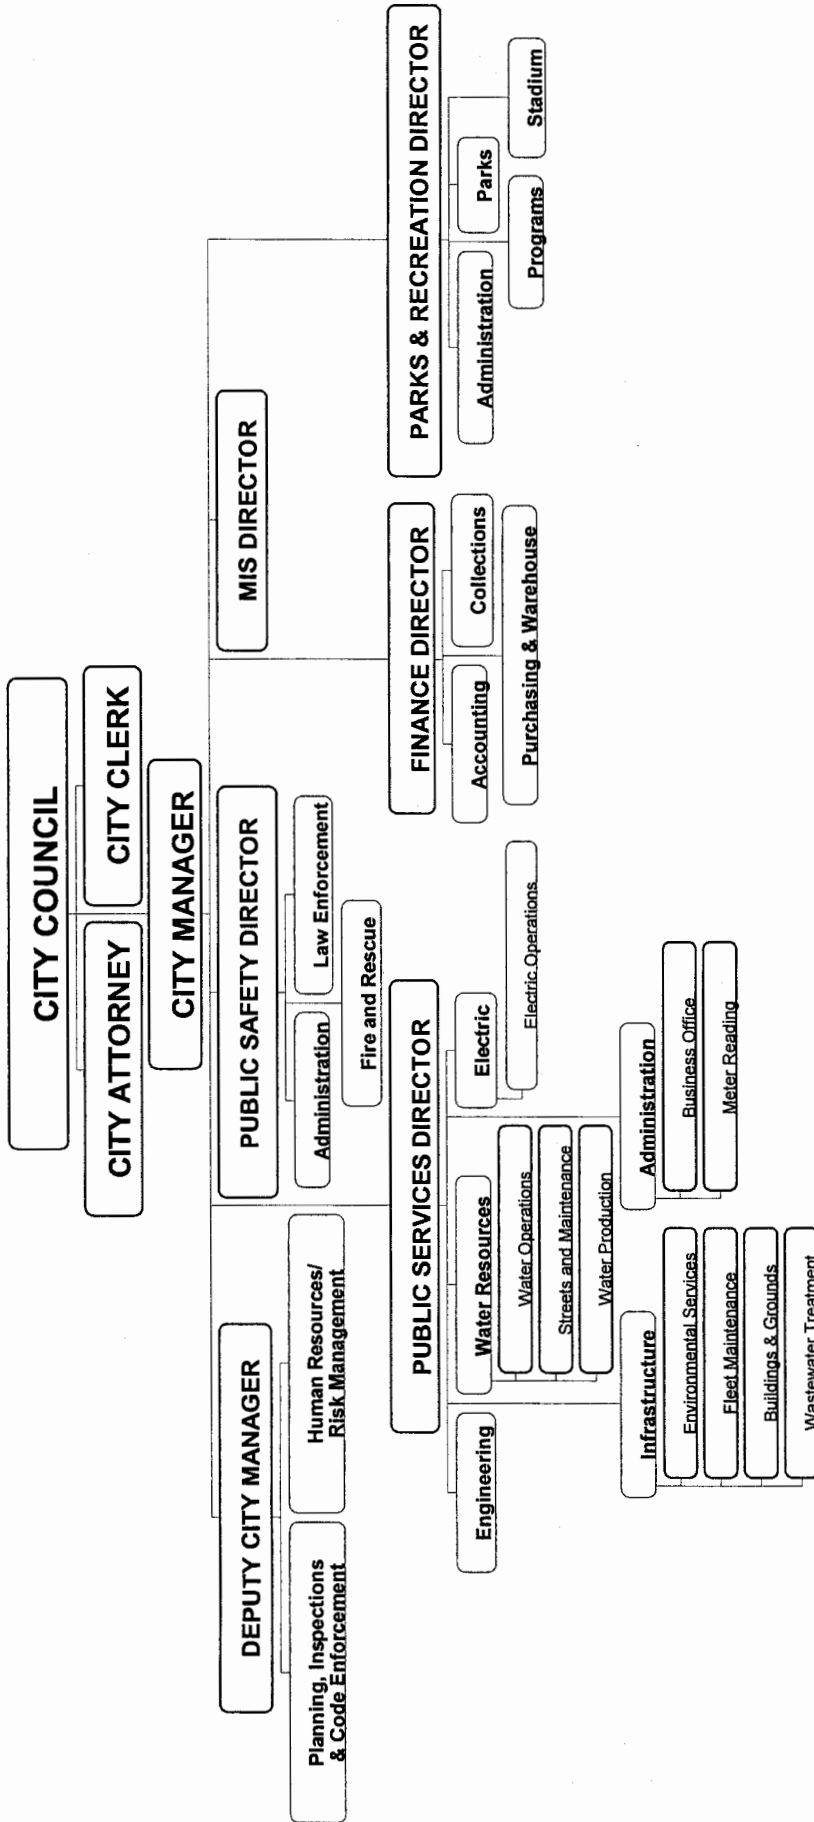 CITY COUNCIL
CITY ATTORNEY
CITY CLERK
CITY MANAGER
DEPUTY CITY MANAGER
Planning, Inspections
& Code Enforcement
Human Resources/
Risk Management
PUBLIC SAFETY DIRECTOR
Administration
Law Enforcement
Fire and Rescue
MIS DIRECTOR
PUBLIC SERVICES DIRECTOR
Engineering
Water Resources
Water Operations
Streets and Maintenance
Water Production
Electric
Electric Operations
Infrastructure
Environmental Services
Fleet Maintenance
Buildings & Grounds
Wastewater Treatment
Administration
Business Office
Meter Reading
FINANCE DIRECTOR
Accounting
Collections
Purchasing & Warehouse
PARKS & RECREATION DIRECTOR
Administration
Parks
Programs
Stadium